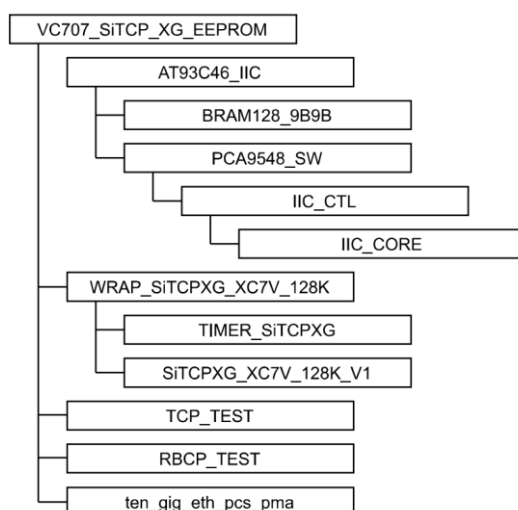 VC707_SiTCP_XG_EEPROM
AT93C46_IIC
BRAM128_9B9B
PCA9548_SW
IIC_CTL
IIC_CORE
WRAP_SiTCPXG_XC7V_128K
TIMER_SiTCPXG
SiTCPXG_XC7V_128K_V1
TCP_TEST
RBCP_TEST
ten_gig_eth_pcs_pma